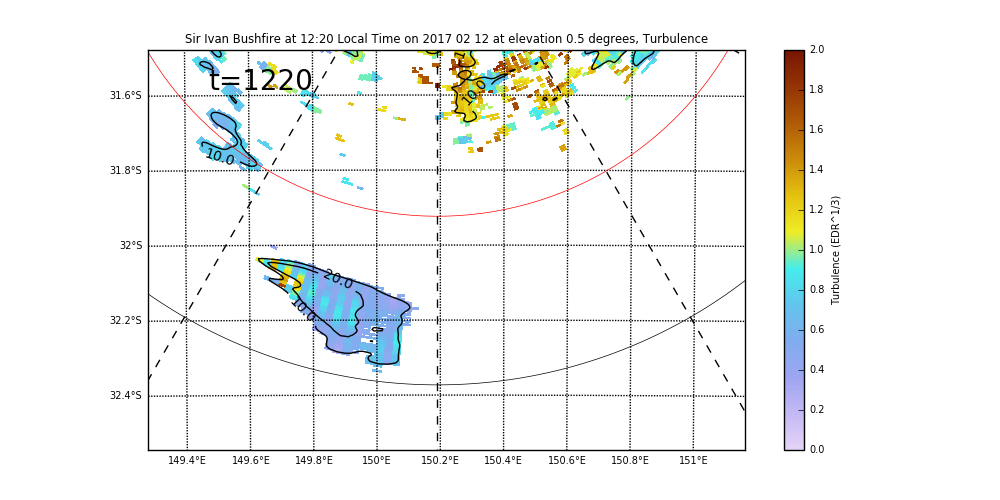 Sir Ivan Bushfire at 12:20 Local Time on 2017 02 12 at elevation 0.5 degrees, Turbulence
t=1220
31.6°S
31.8°S
32°S
32.2°S
32.4°S
149.4°E 149.6°E 149.8°E 150°E 150.2°E 150.4°E 150.6°E 150.8°E 151°E
10.0
10.0
20.0
10.0
2.0
1.8
1.6
1.4
1.2
1.0
0.8
0.6
0.4
0.2
0.0
Turbulence (EDR^1/3)